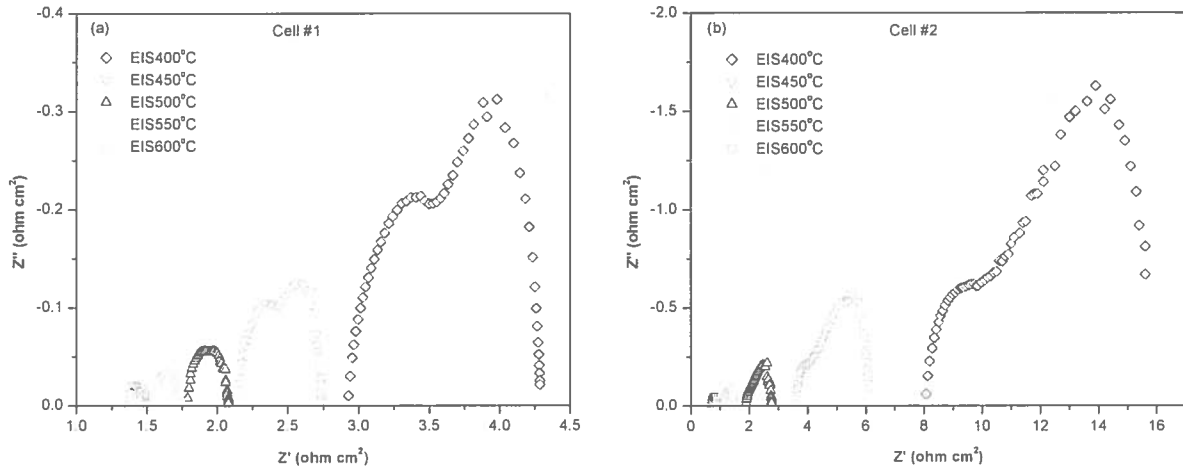 (a)
Cell #1
EIS400°C
EIS450°C
EIS500°C
EIS550°C
EIS600°C
-0.4
-0.3
-0.2
-0.1
0.0
Z" (ohm cm²)
1.0 1.5 2.0 2.5 3.0 3.5 4.0 4.5
Z' (ohm cm²)
(b)
Cell #2
EIS400°C
EIS450°C
EIS500°C
EIS550°C
EIS600°C
-2.0
-1.5
-1.0
-0.5
0.0
Z" (ohm cm²)
0 2 4 6 8 10 12 14 16
Z' (ohm cm²)